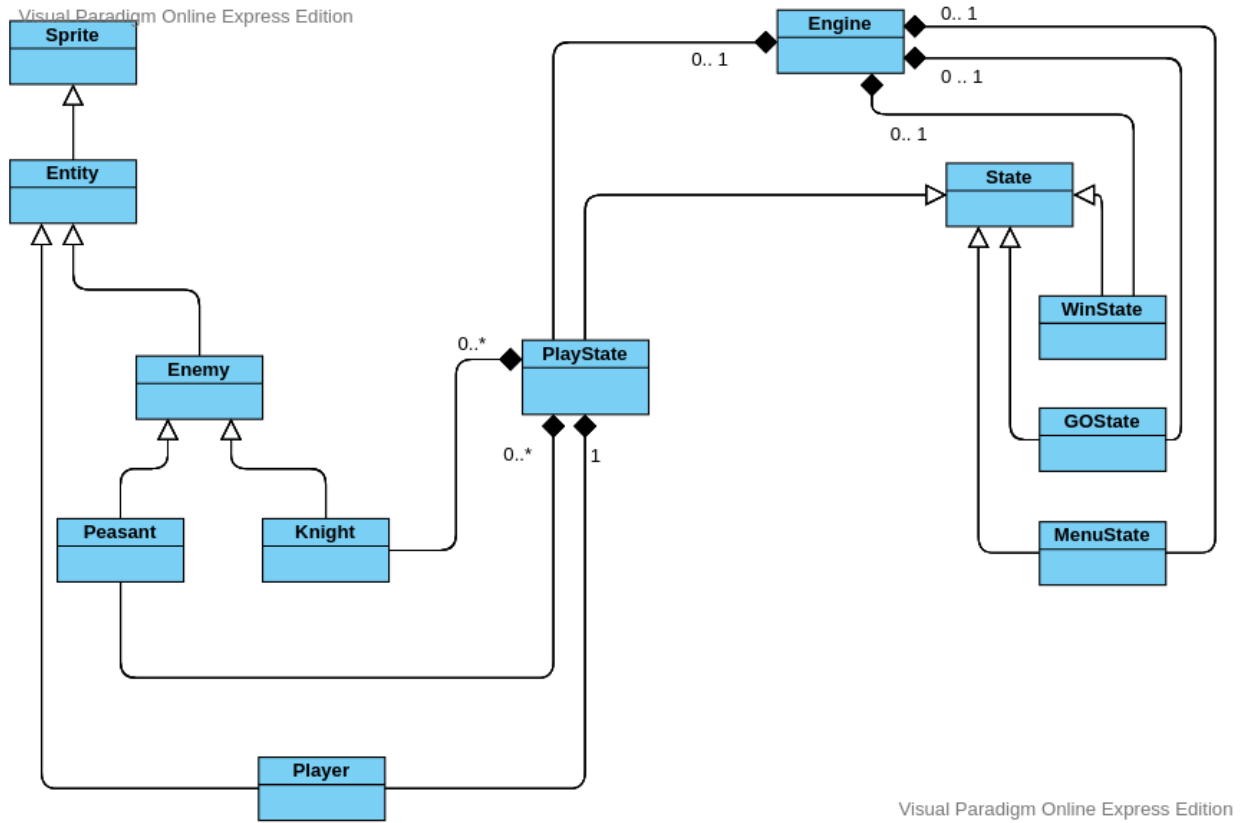 Visual Paradigm Online Express Edition
Sprite
Engine
0.. 1
0.. 1
0 .. 1
0.. 1
Entity
State
WinState
0..*
PlayState
Enemy
GOState
0..*
1
Peasant
Knight
MenuState
Player
Visual Paradigm Online Express Edition